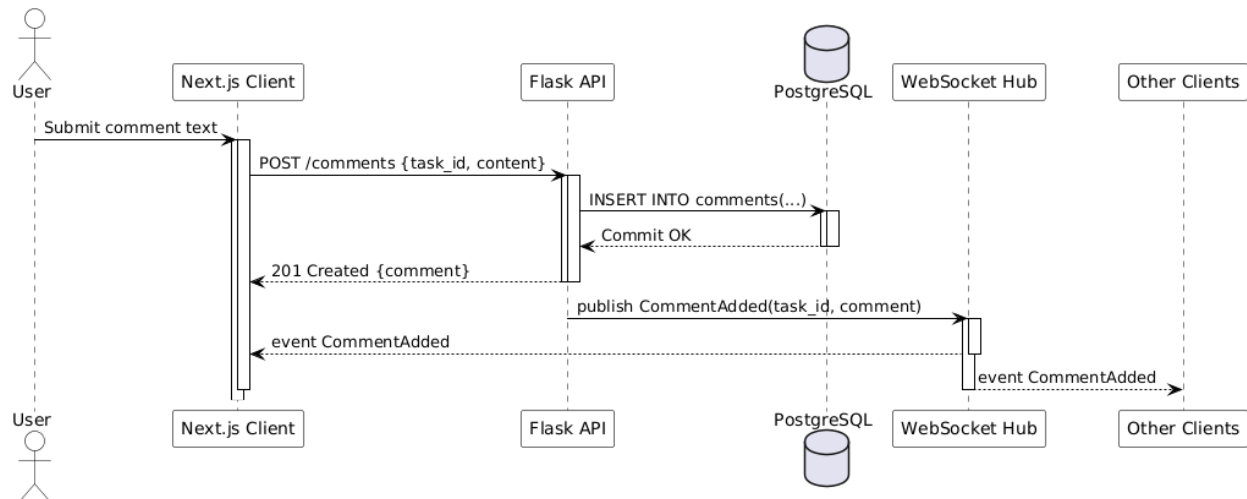 User
Next.js Client
Flask API
PostgreSQL
WebSocket Hub
Other Clients
Submit comment text
POST /comments {task_id, content}
INSERT INTO comments(...)
Commit OK
201 Created {comment}
publish CommentAdded(task_id, comment)
event CommentAdded
event CommentAdded
User
Next.js Client
Flask API
PostgreSQL
WebSocket Hub
Other Clients